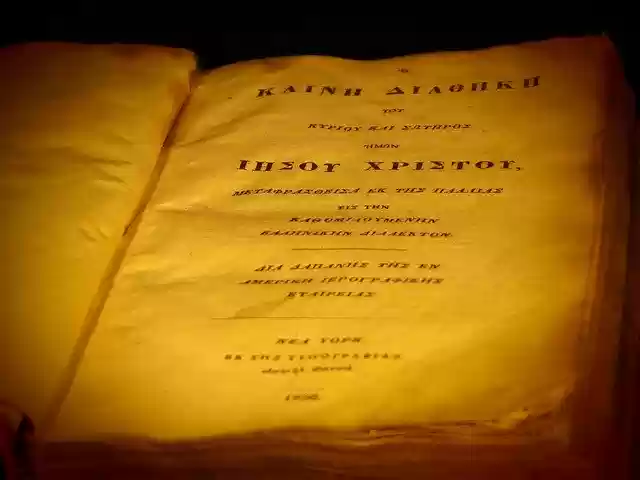 Η
ΚΑΙΝΗ ΔΙΑΘΗΚΗ
ΤΟΥ
ΚΥΡΙΟΥ ΚΑΙ ΣΩΤΗΡΟΣ
ΗΜΩΝ
ΙΗΣΟΥ ΧΡΙΣΤΟΥ,
ΜΕΤΑΦΡΑΣΘΕΙΣΑ ΕΚ ΤΗΣ ΠΑΛΑΙΑΣ
ΕΙΣ ΤΗΝ
ΚΑΘΟΜΙΛΟΥΜΕΝΗΝ
ΕΛΛΗΝΙΚΗΝ ΔΙΑΛΕΚΤΟΝ.
ΔΙΑ ΔΑΠΑΝΗΣ ΤΗΣ ΕΝ
ΑΜΕΡΙΚΗ ΙΕΡΟΓΡΑΦΙΚΗΣ
ΕΤΑΙΡΕΙΑΣ
ΝΕΑ ΥΟΡΚ
ΕΚ ΤΗΣ ΤΥΠΟΓΡΑΦΙΑΣ